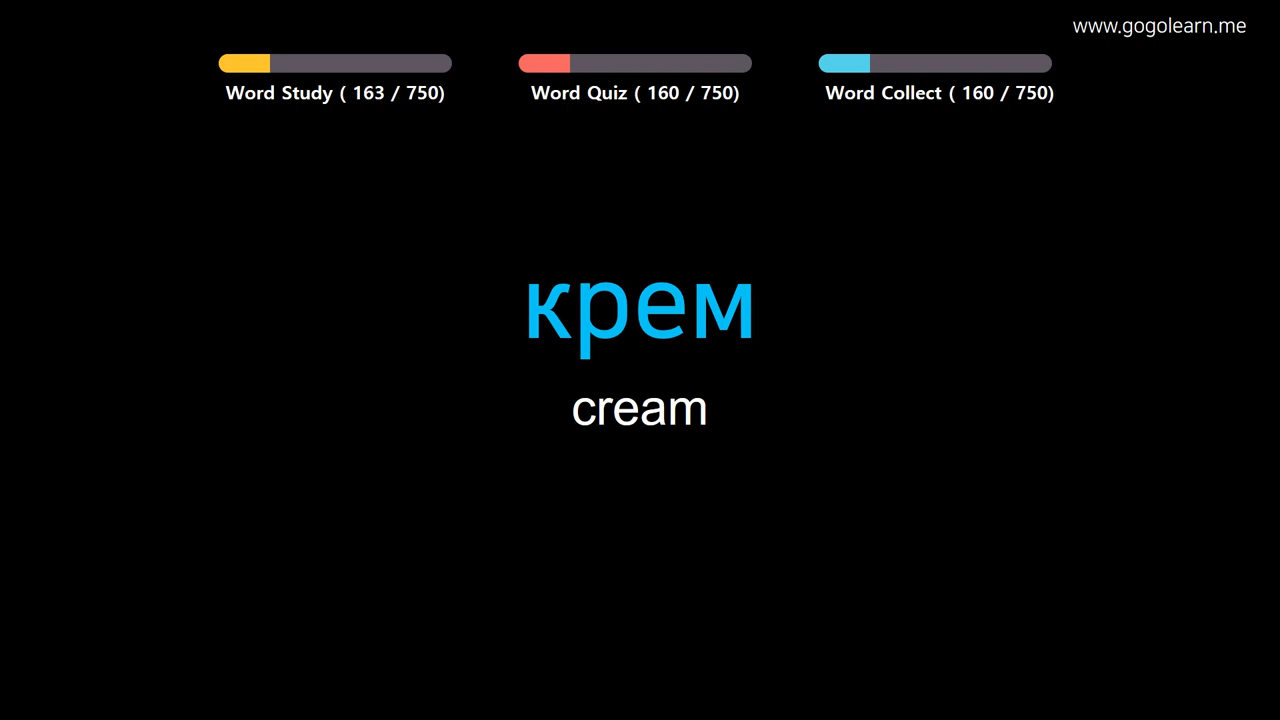 www.gogolearn.me
Word Study ( 163 / 750)
Word Quiz ( 160 / 750)
Word Collect ( 160 / 750)
крем
cream